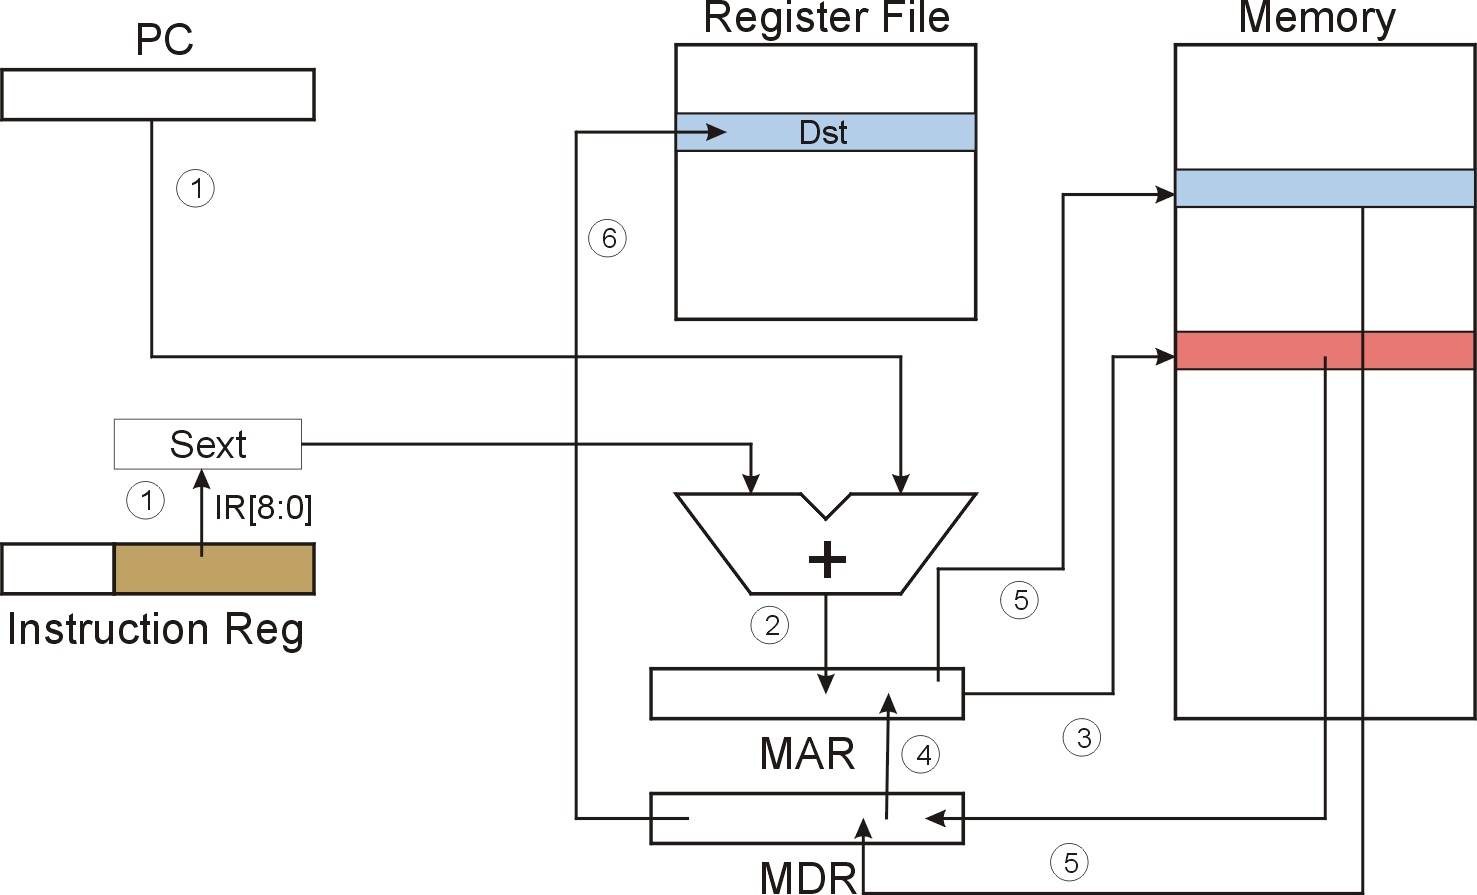 Register File
Memory
PC
Dst
1
6
Sext
1
IR[8:0]
+
Instruction Reg
2
5
MAR
4
3
MDR
5